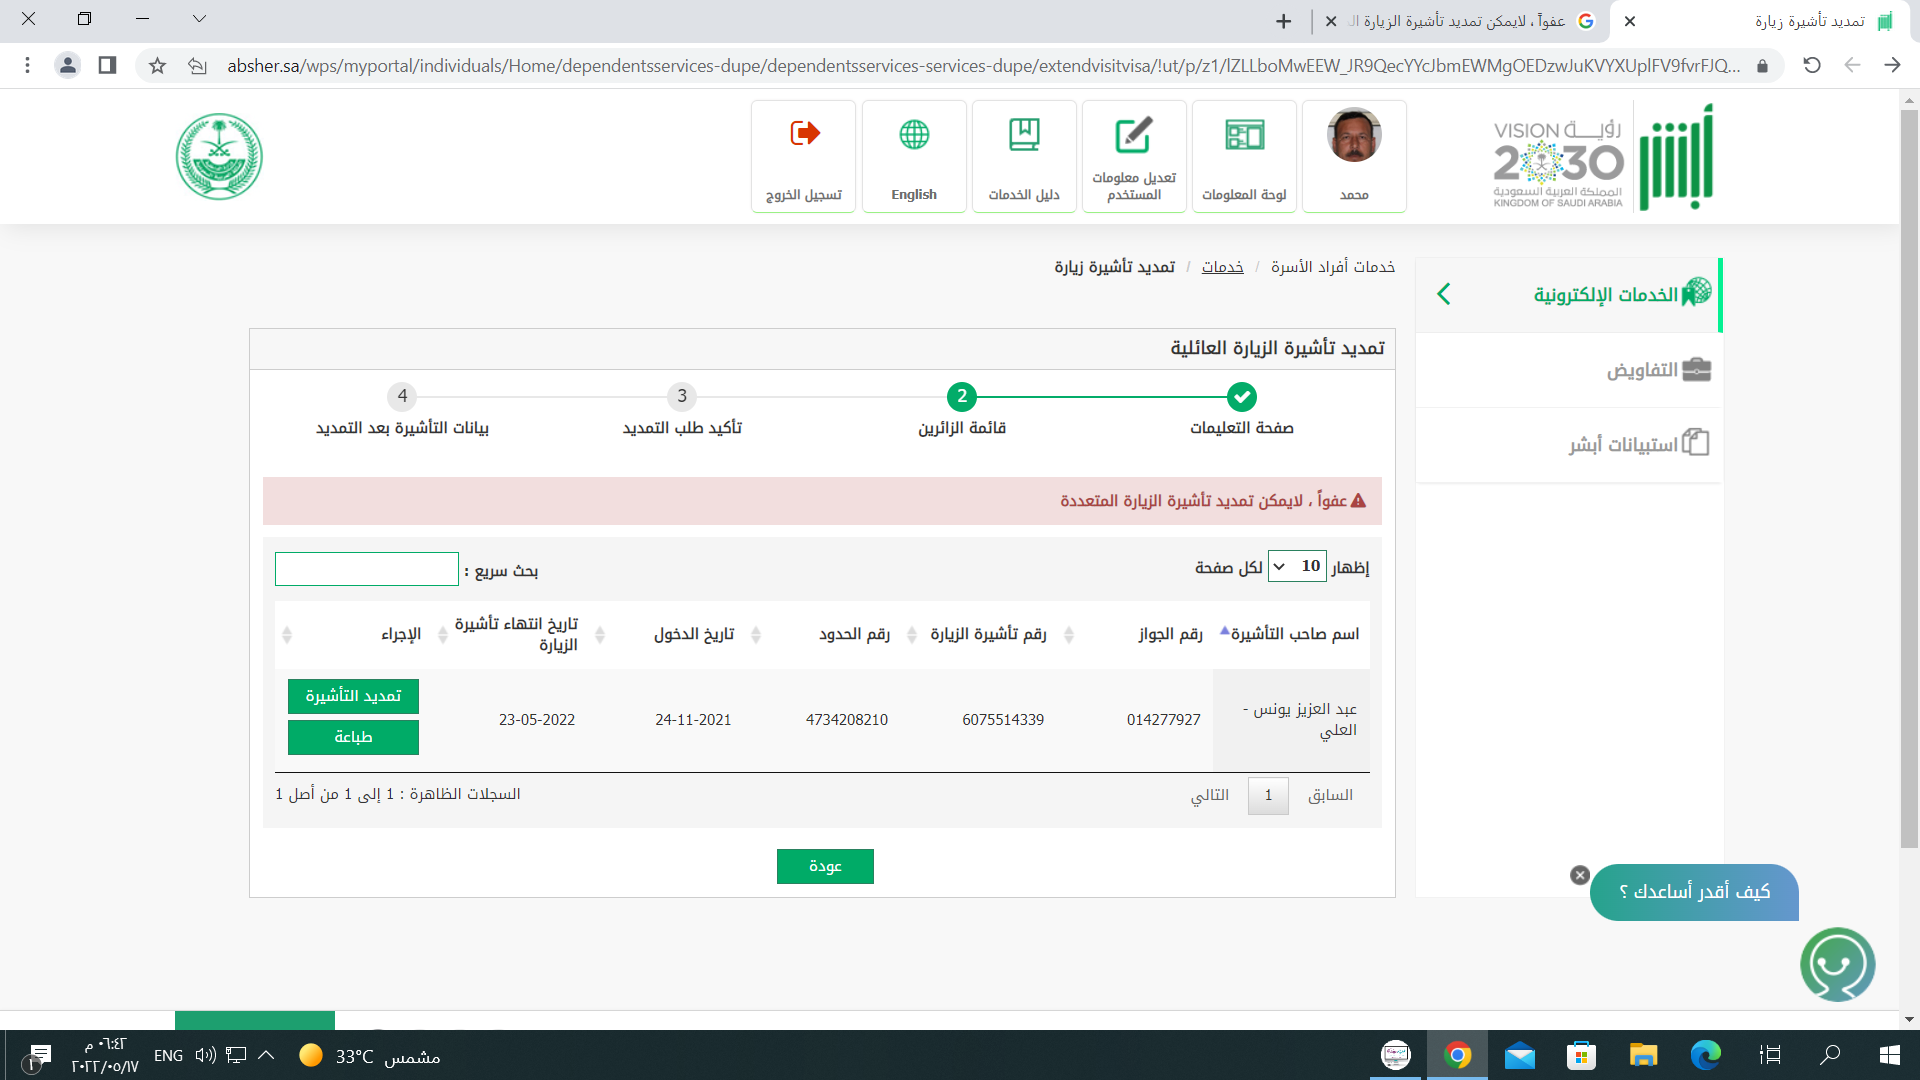 تمديد تأشيرة زيارة
عفواً ، لايمكن تمديد تأشيرة الزيارة الـ
absher.sa/wps/myportal/individuals/Home/dependentsservices-dupe/dependentsservices-services-dupe/extendvisitvisa/!ut/p/z1/lZLLboMwEEW_JR9QecYYcJbmEWMgOEDzwJuKVYXUplFV9fvrFJQ...
أبشر
رؤيـــة VISION
2030
المملكة العربية السعودية
KINGDOM OF SAUDI ARABIA
محمد
لوحة المعلومات
تعديل معلومات المستخدم
دليل الخدمات
English
تسجيل الخروج
خدمات أفراد الأسرة / خدمات / تمديد تأشيرة زيارة
الخدمات الإلكترونية
التفاويض
استبيانات أبشر
تمديد تأشيرة الزيارة العائلية
صفحة التعليمات
2 قائمة الزائرين
3 تأكيد طلب التمديد
4 بيانات التأشيرة بعد التمديد
عفواً ، لايمكن تمديد تأشيرة الزيارة المتعددة
إظهار 10 لكل صفحة
بحث سريع :
اسم صاحب التأشيرة رقم الجواز رقم تأشيرة الزيارة رقم الحدود تاريخ الدخول تاريخ انتهاء تأشيرة الزيارة الإجراء
عبد العزيز يونس - العلي 014277927 6075514339 4734208210 24-11-2021 23-05-2022
تمديد التأشيرة
طباعة
السابق 1 التالي
السجلات الظاهرة : 1 إلى 1 من أصل 1
عودة
كيف أقدر أساعدك ؟
مشمس 33°C
ENG
٠٦:٤٢ م
٢٠٢٢/٠٥/١٧
١